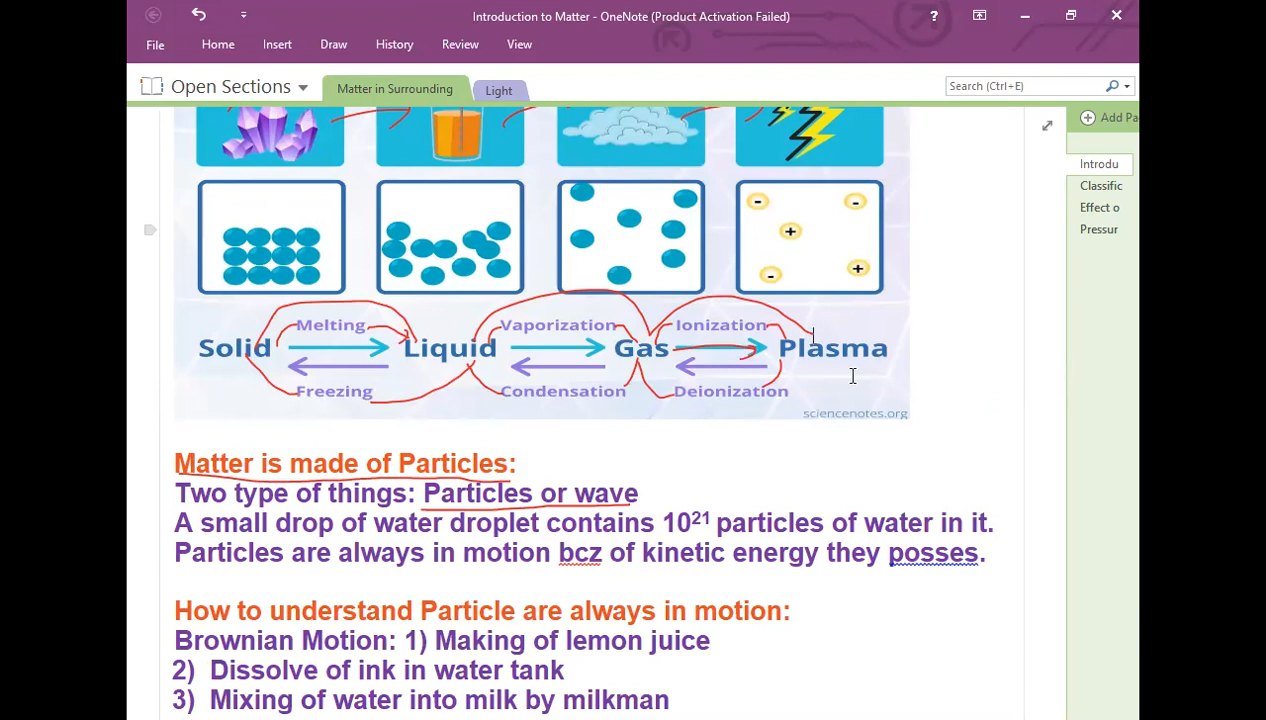 Introduction to Matter - OneNote (Product Activation Failed)
?
File Home Insert Draw History Review View
Open Sections
Matter in Surrounding
Light
Search (Ctrl+E)
Add Pa
Introdu
Classific
Effect o
Pressur
- -
+
- +
Melting Vaporization Ionization
Solid Liquid Gas Plasma
Freezing Condensation Deionization
sciencenotes.org
Matter is made of Particles:
Two type of things: Particles or wave
A small drop of water droplet contains 10²¹ particles of water in it.
Particles are always in motion bcz of kinetic energy they posses.
How to understand Particle are always in motion:
Brownian Motion: 1) Making of lemon juice
2) Dissolve of ink in water tank
3) Mixing of water into milk by milkman